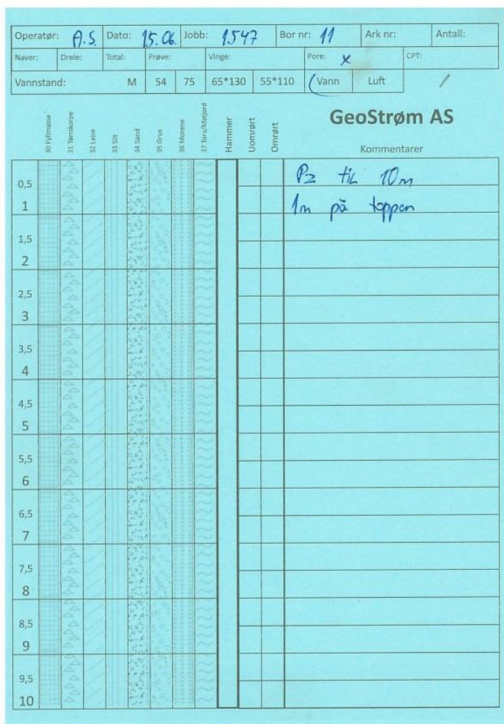 Operatør: A.S. Dato: 15.06. Jobb: 1547 Bor nr: 11 Ark nr: Antall:
Naver: Dreie: Total: Prøve: Vinge: Pore: x CPT:
Vannstand: M 54 75 65*130 55*110 (Vann Luft /
30 Fyllmasse 31 Tørrskorpe 32 Leire 33 Silt 34 Sand 35 Grus 36 Morene 37 Torv/Matjord Hammer Uomrørt Omrørt
GeoStrøm AS
Kommentarer
Pz til 10m
0,5
1m på toppen
1
1,5
2
2,5
3
3,5
4
4,5
5
5,5
6
6,5
7
7,5
8
8,5
9
9,5
10